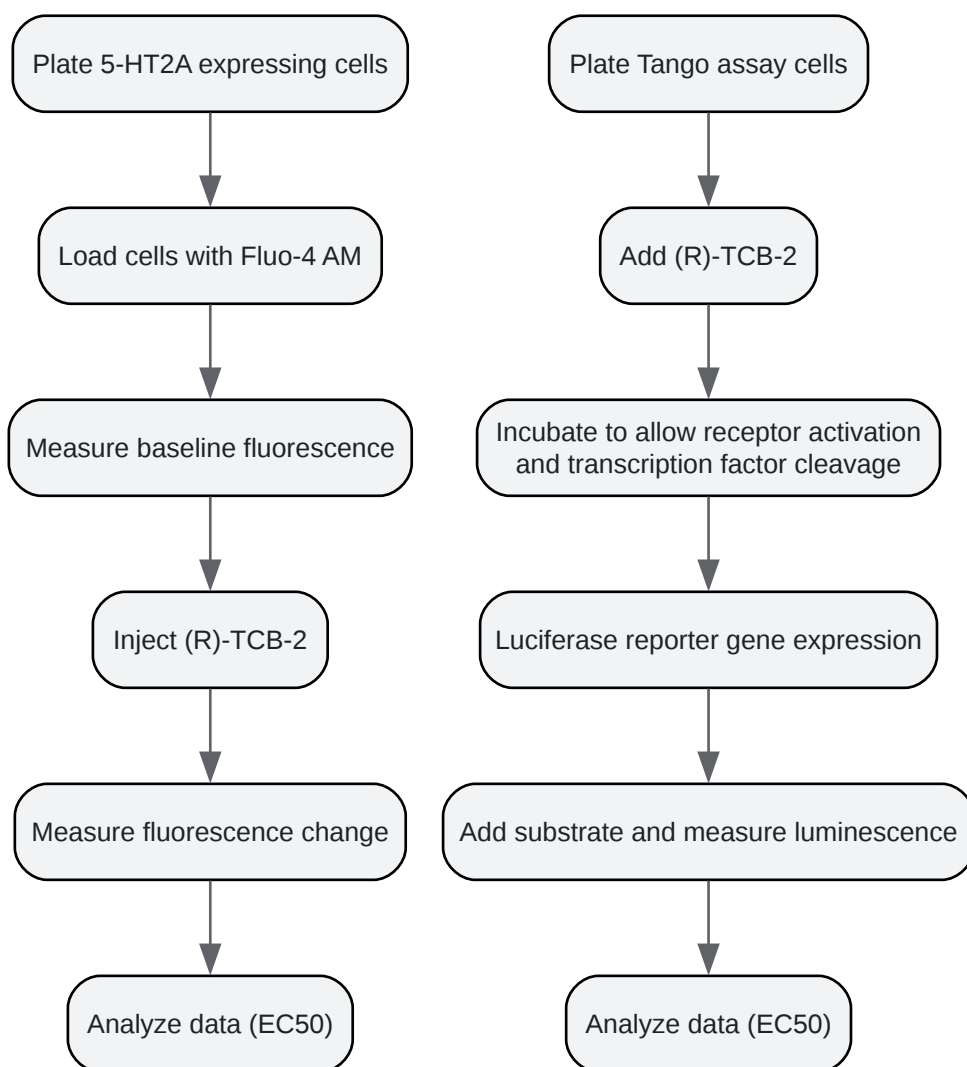 Plate 5-HT2A expressing cells
Load cells with Fluo-4 AM
Measure baseline fluorescence
Inject (R)-TCB-2
Measure fluorescence change
Analyze data (EC50)
Plate Tango assay cells
Add (R)-TCB-2
Incubate to allow receptor activation
and transcription factor cleavage
Luciferase reporter gene expression
Add substrate and measure luminescence
Analyze data (EC50)